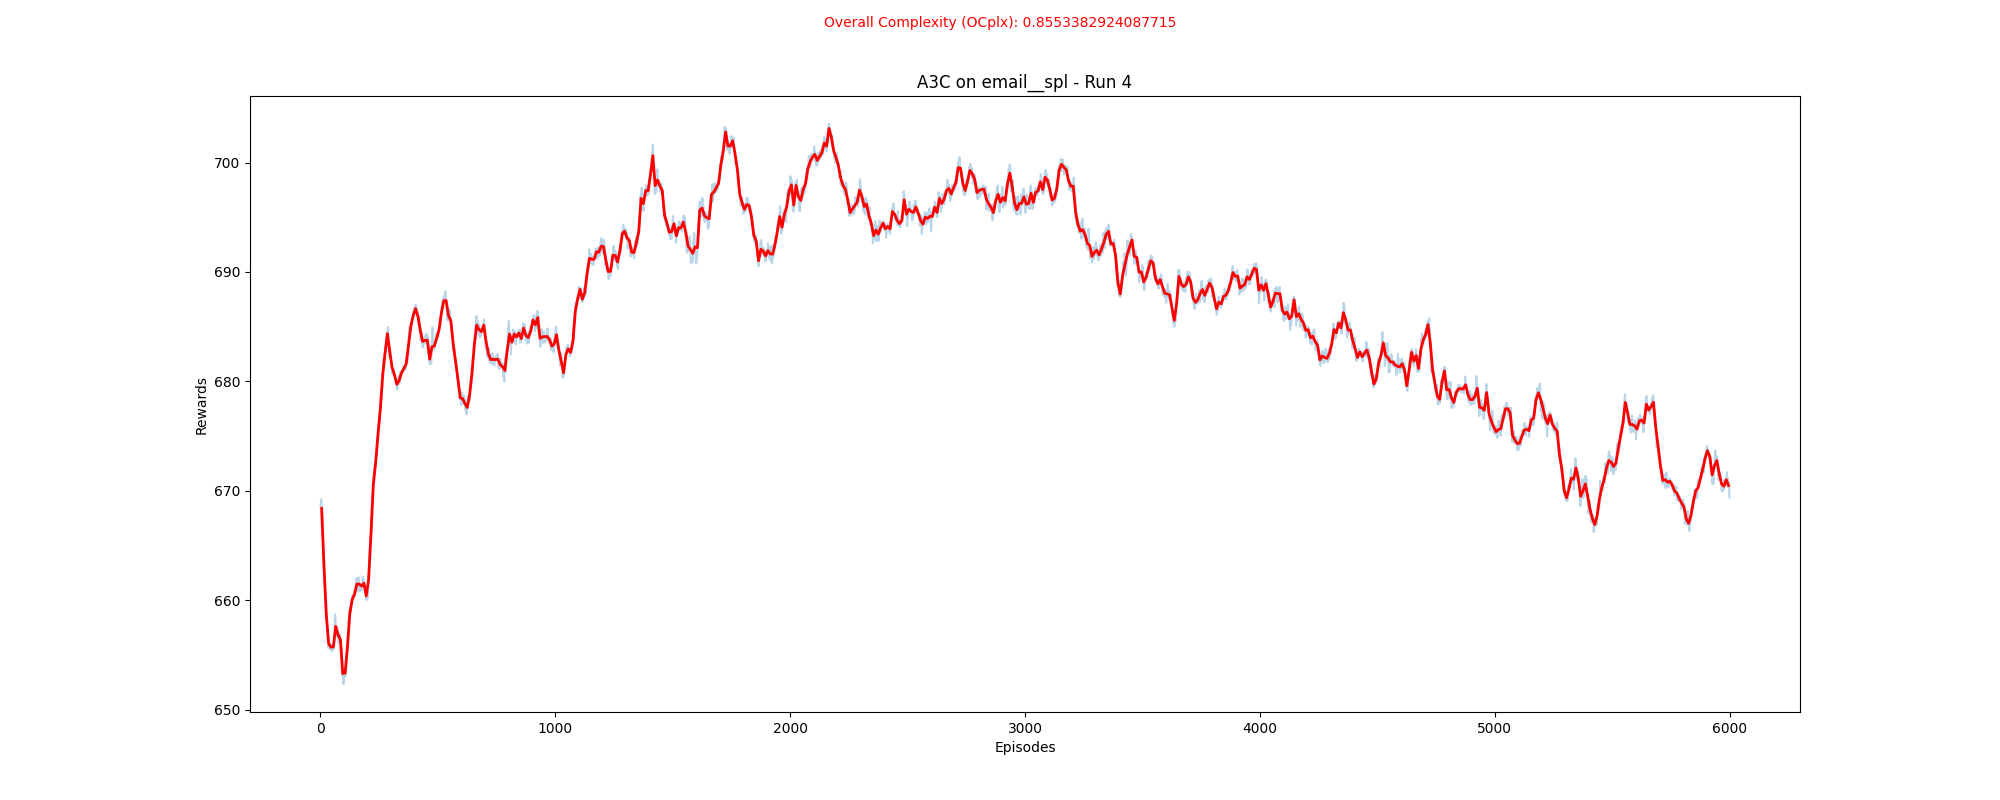 Overall Complexity (OCplx): 0.8553382924087715
A3C on email__spl - Run 4
700
690
680
670
660
650
Rewards
0 1000 2000 3000 4000 5000 6000
Episodes